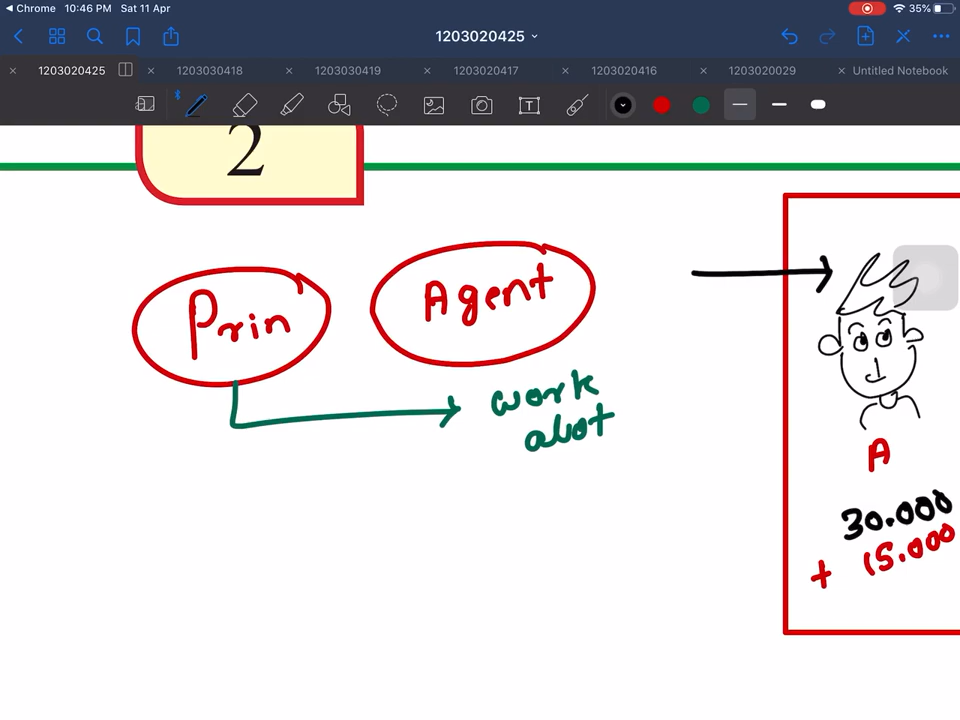 Chrome 10:46 PM Sat 11 Apr 35%
1203020425
1203020425 1203030418 1203030419 1203020417 1203020416 1203020029 Untitled Notebook
T
2
Prin Agent
work
alot
A
30.000
+ 15.000